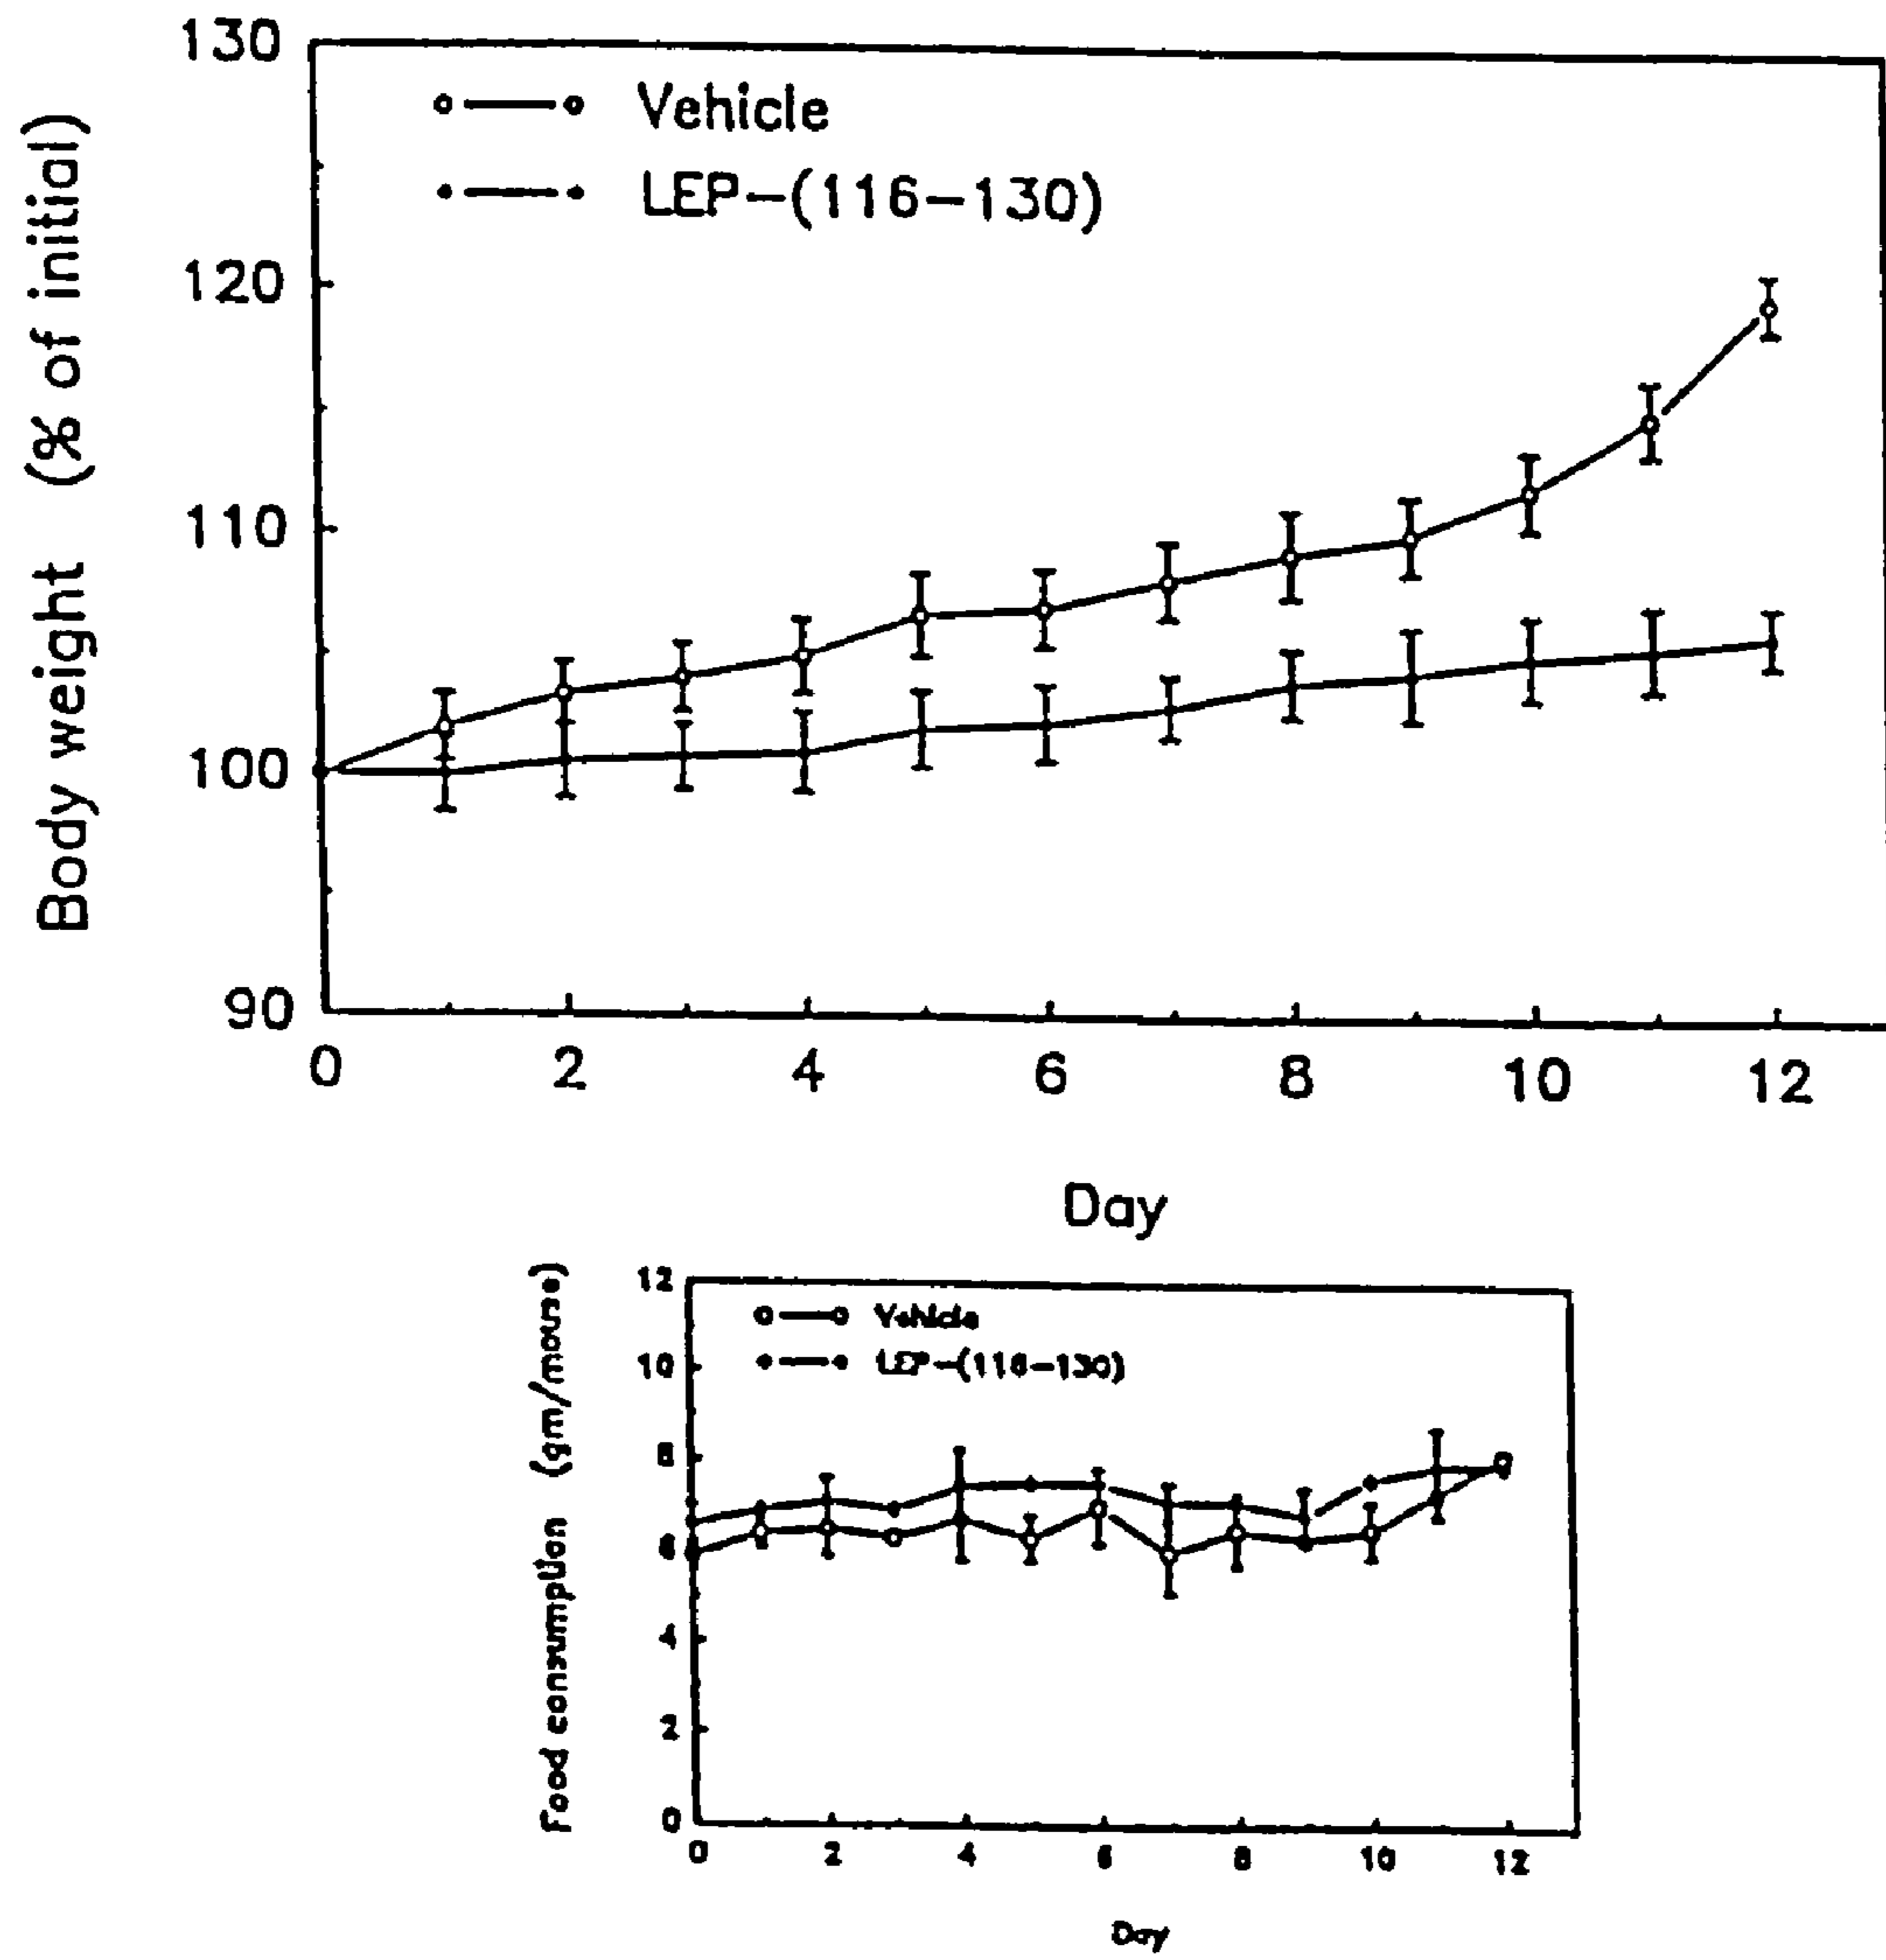 130
Vehicle
LEP-(116-130)
120
110
100
90
Body weight (% of initial)
0 2 4 6 8 10 12
Day
12
Vehicle
10
LEP-(116-130)
8
6
4
2
0
Food consumption (gm/mouse)
0 2 4 6 8 10 12
Day